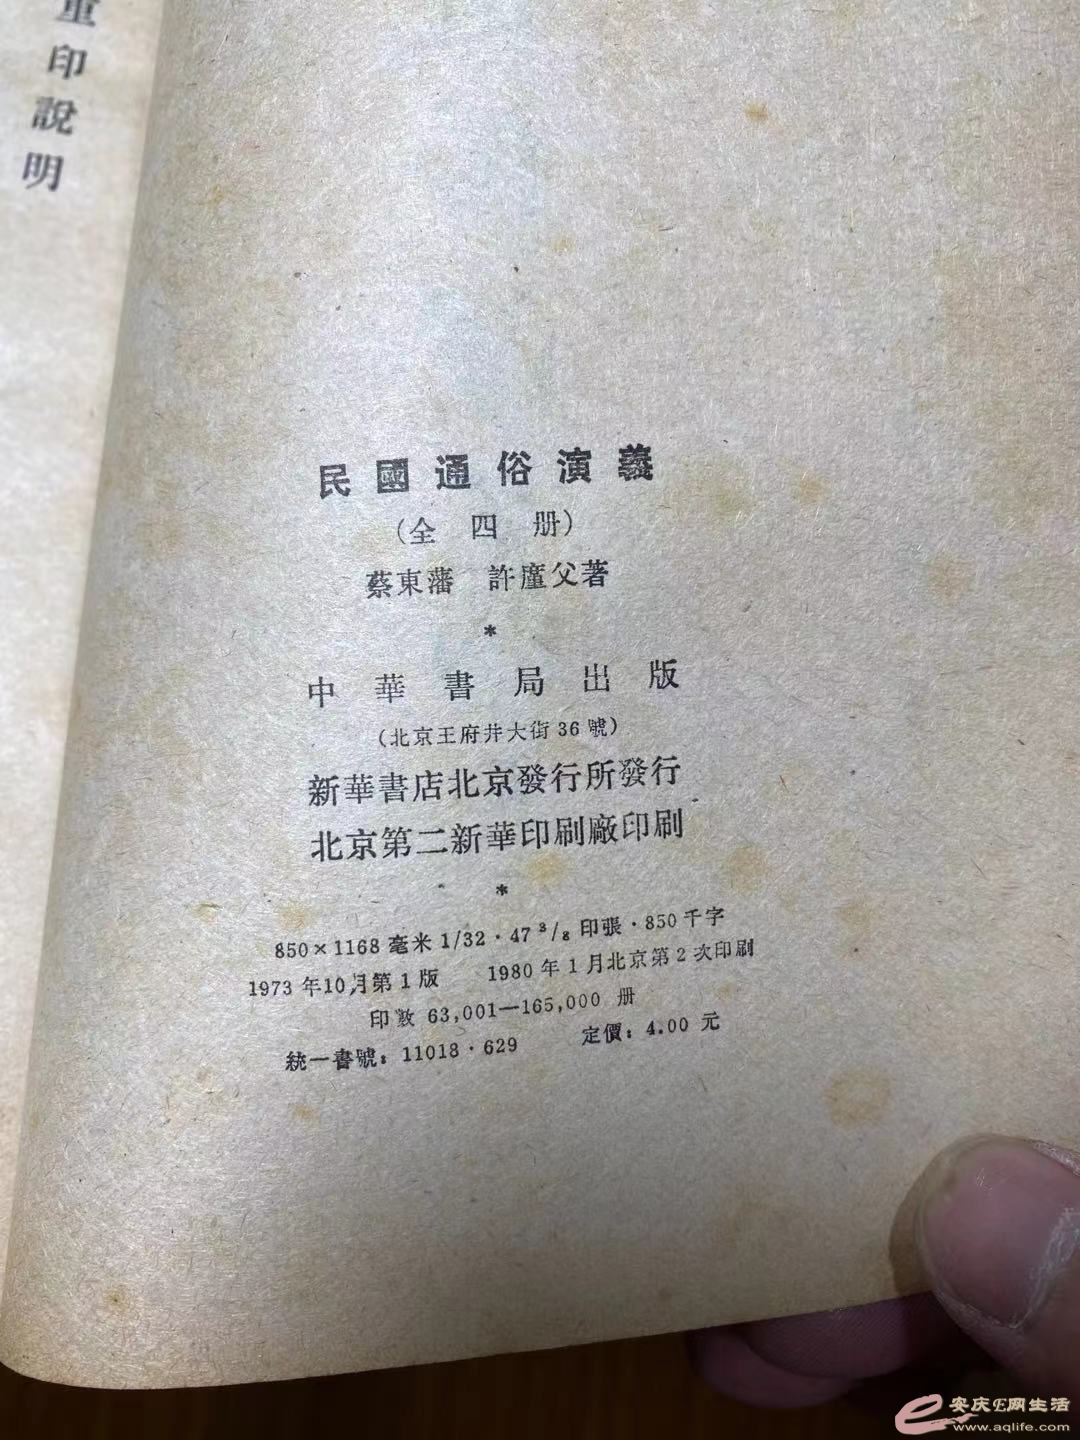 重印說明
民國通俗演義
（全四册）
蔡東藩 許廑父著
*
中華書局出版
（北京王府井大街36號）
新華書店北京發行所發行
北京第二新華印刷廠印刷
*
850×1168毫米1/32·47 3/8印張·850千字
1973年10月第1版 1980年1月北京第2次印刷
印數 63,001—165,000 册
統一書號：11018·629 定價：4.00元
安庆E网生活
www.aqlife.com